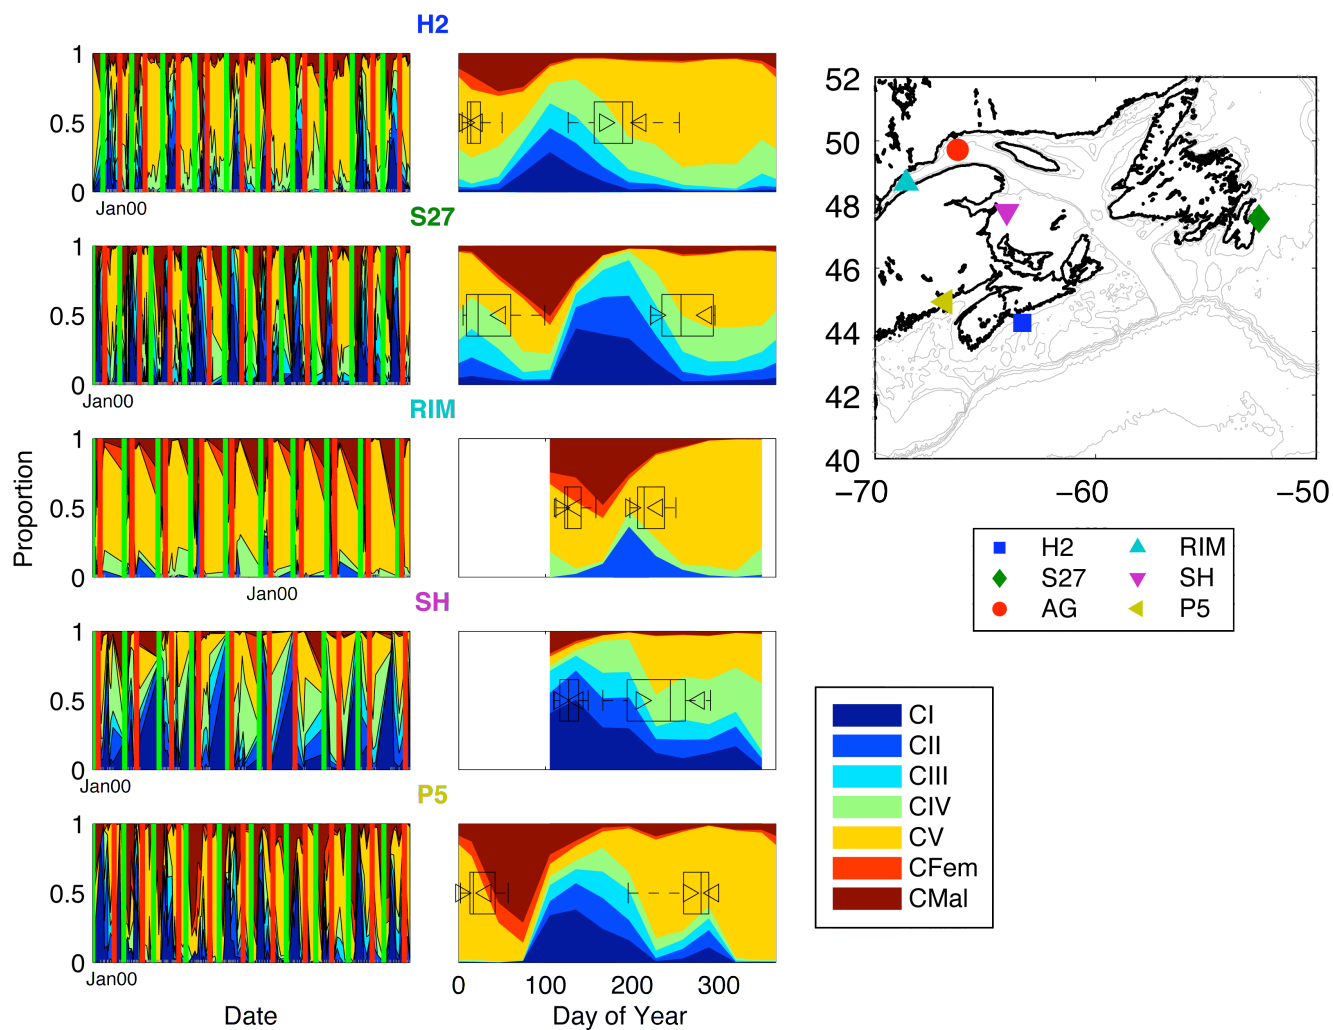 H2
1
0.5
0
Jan00
S27
1
0.5
0
Jan00
RIM
1
0.5
0
Jan00
SH
1
0.5
0
Jan00
P5
1
0.5
0
Jan00
Proportion
Date
0 100 200 300
Day of Year
52
50
48
46
44
42
40
−70 −60 −50
H2 RIM
S27 SH
AG P5
CI
CII
CIII
CIV
CV
CFem
CMal